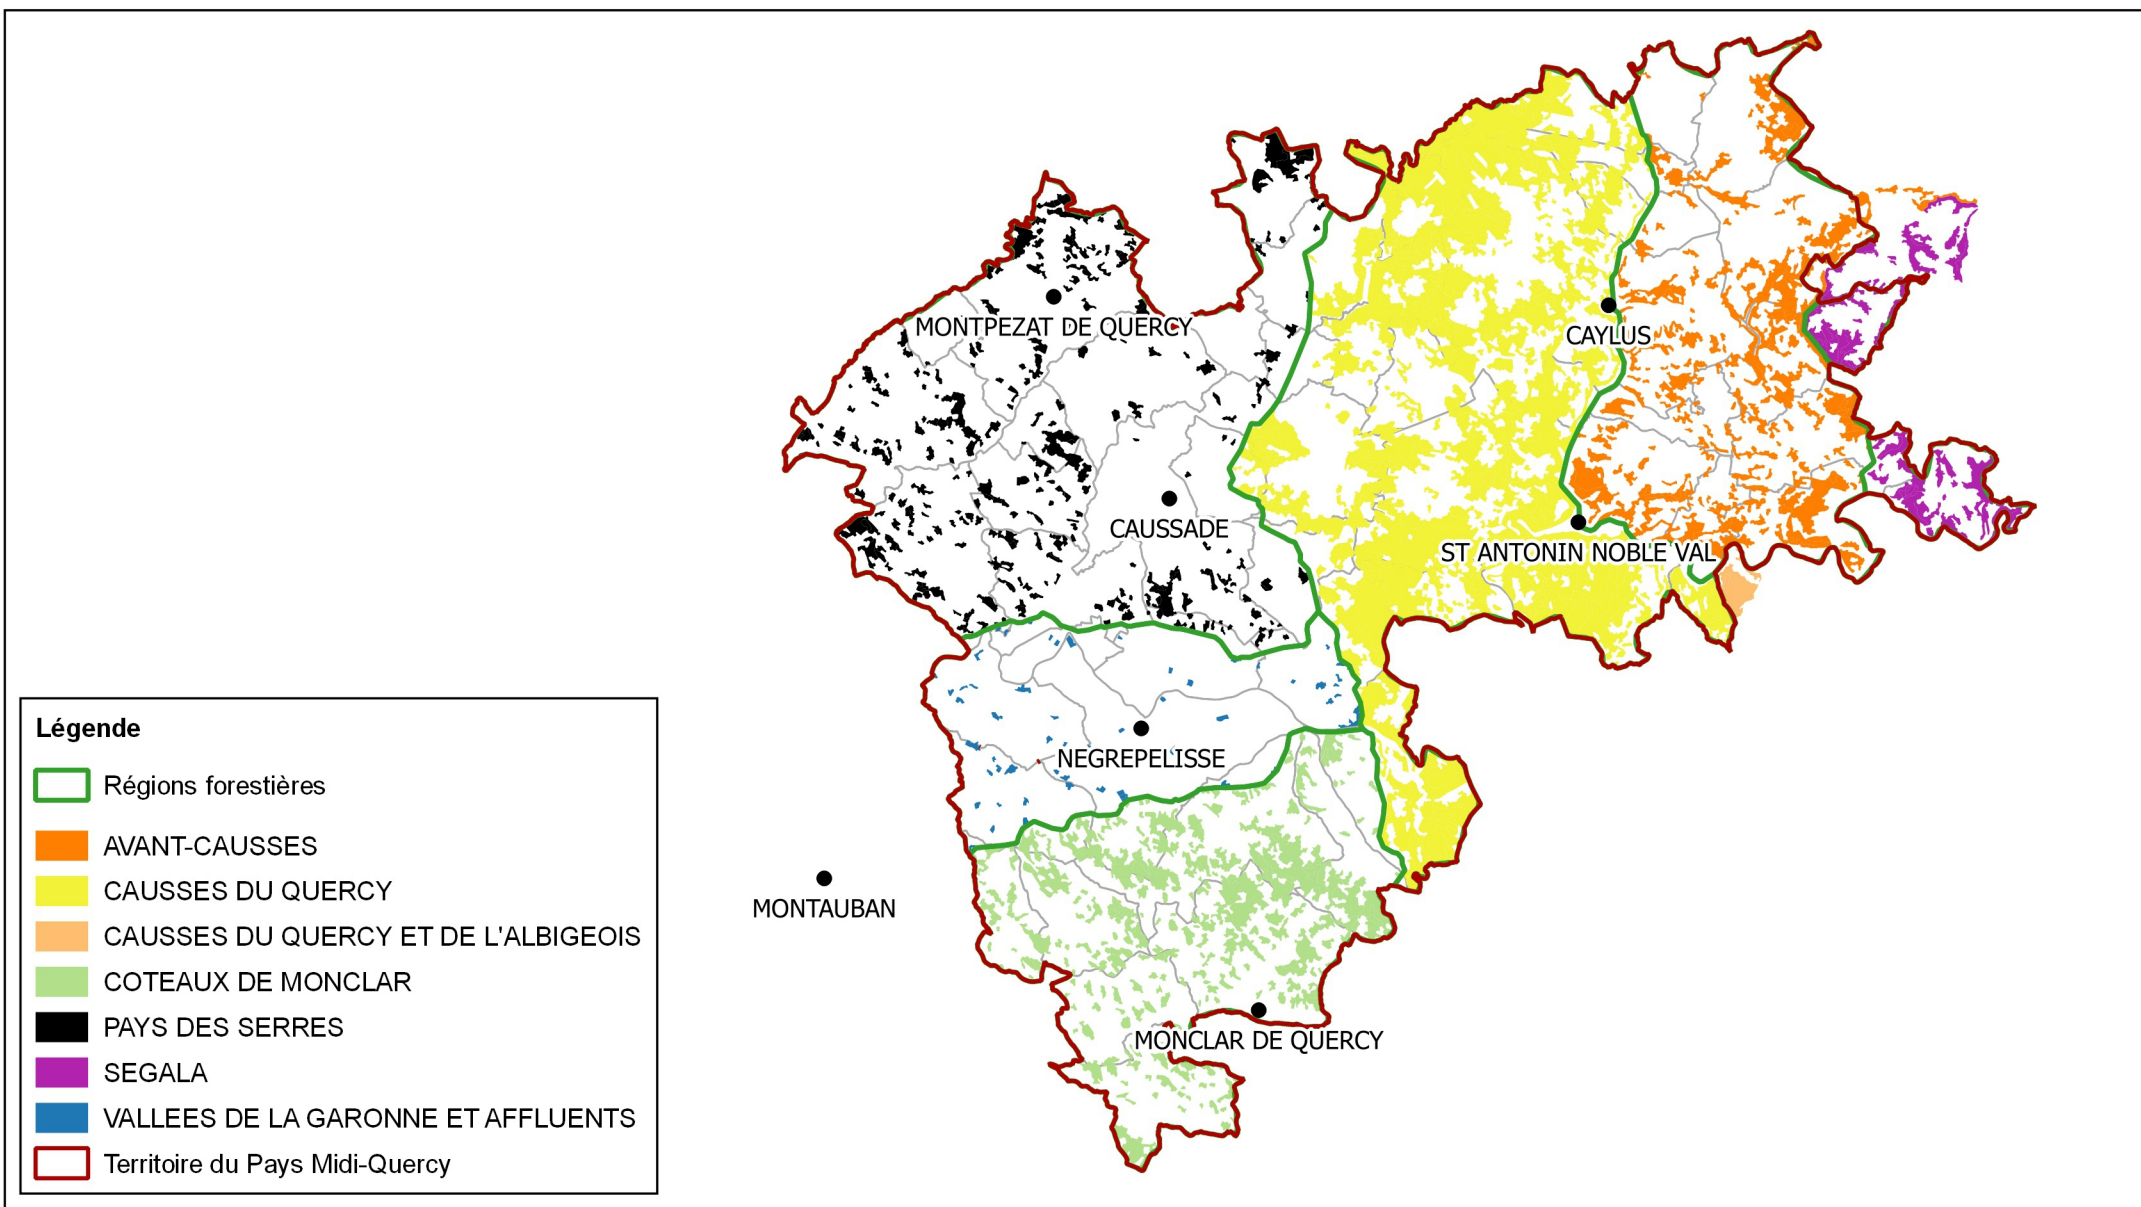 MONTPEZAT DE QUERCY
CAYLUS
CAUSSADE
ST ANTONIN NOBLE VAL
NEGREPELISSE
MONTAUBAN
MONCLAR DE QUERCY
Légende
Régions forestières
AVANT-CAUSSES
CAUSSES DU QUERCY
CAUSSES DU QUERCY ET DE L'ALBIGEOIS
COTEAUX DE MONCLAR
PAYS DES SERRES
SEGALA
VALLEES DE LA GARONNE ET AFFLUENTS
Territoire du Pays Midi-Quercy